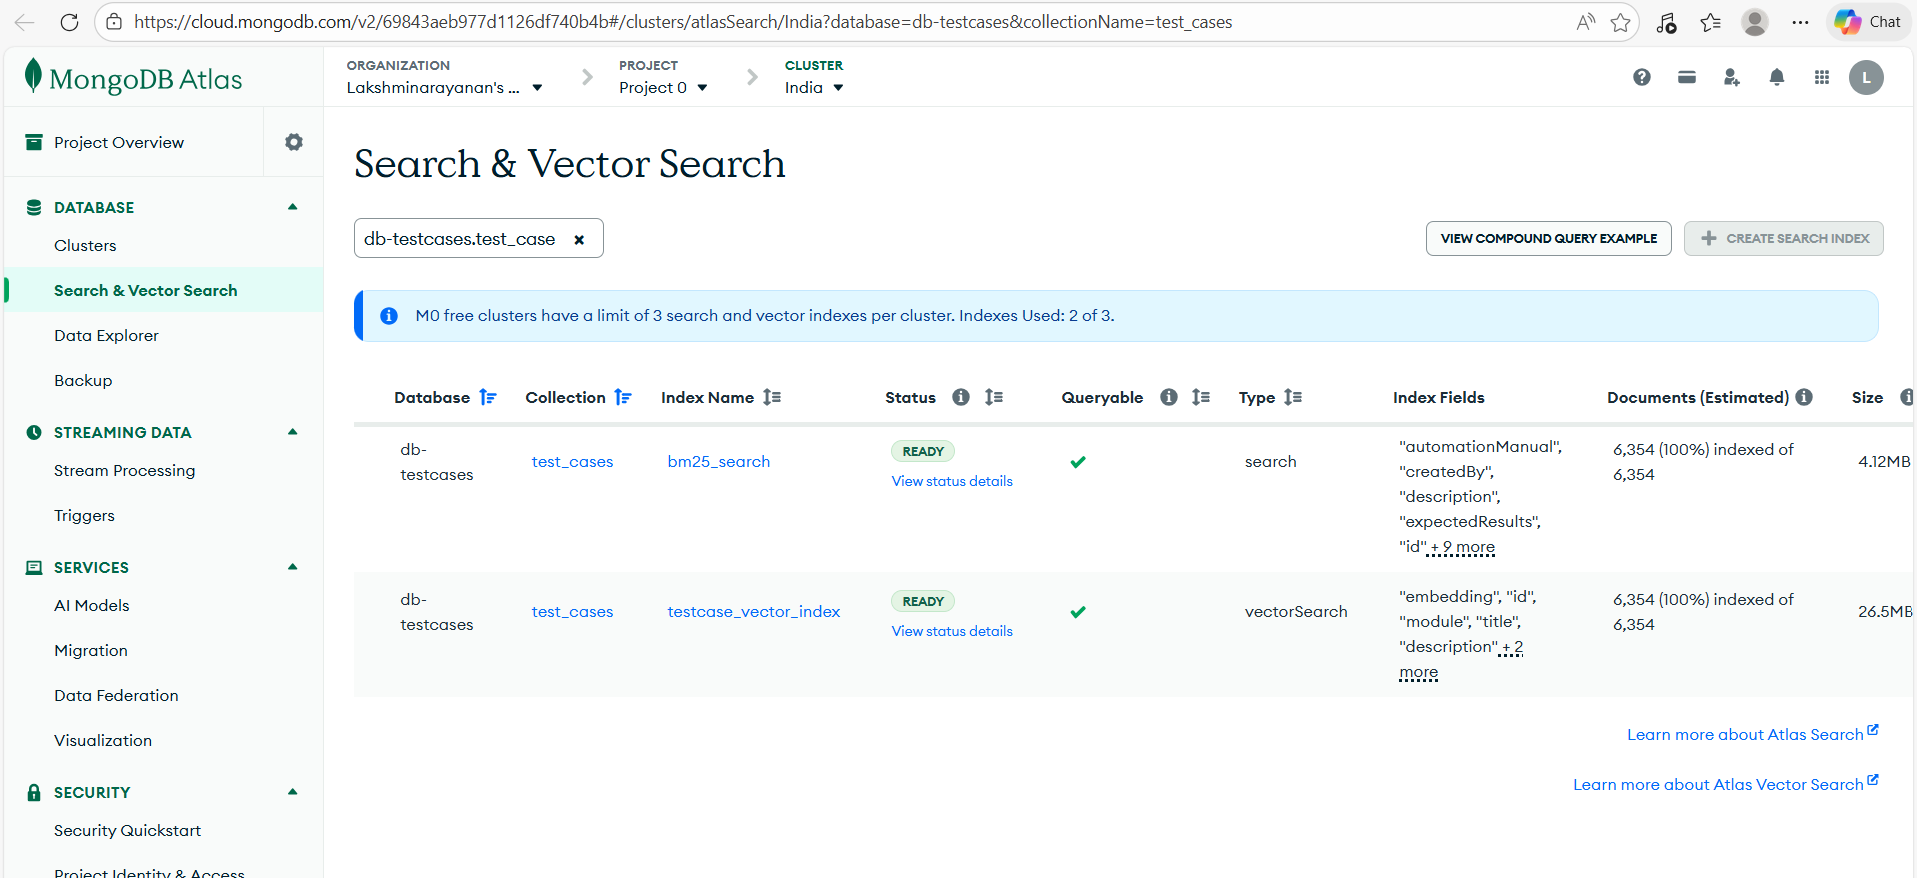 https://cloud.mongodb.com/v2/69843aeb977d1126df740b4b#/clusters/atlasSearch/India?database=db-testcases&collectionName=test_cases
Chat
MongoDB Atlas
ORGANIZATION
Lakshminarayanan's ...
PROJECT
Project 0
CLUSTER
India
L
Project Overview
DATABASE
Clusters
Search & Vector Search
Data Explorer
Backup
STREAMING DATA
Stream Processing
Triggers
SERVICES
AI Models
Migration
Data Federation
Visualization
SECURITY
Security Quickstart
Project Identity & Access
Search & Vector Search
db-testcases.test_case
VIEW COMPOUND QUERY EXAMPLE
CREATE SEARCH INDEX
M0 free clusters have a limit of 3 search and vector indexes per cluster. Indexes Used: 2 of 3.
Database Collection Index Name Status Queryable Type Index Fields Documents (Estimated) Size
db-
testcases
test_cases
bm25_search
READY
View status details
search
"automationManual",
"createdBy",
"description",
"expectedResults",
"id" + 9 more
6,354 (100%) indexed of
6,354
4.12MB
db-
testcases
test_cases
testcase_vector_index
READY
View status details
vectorSearch
"embedding", "id",
"module", "title",
"description" + 2
more
6,354 (100%) indexed of
6,354
26.5MB
Learn more about Atlas Search
Learn more about Atlas Vector Search